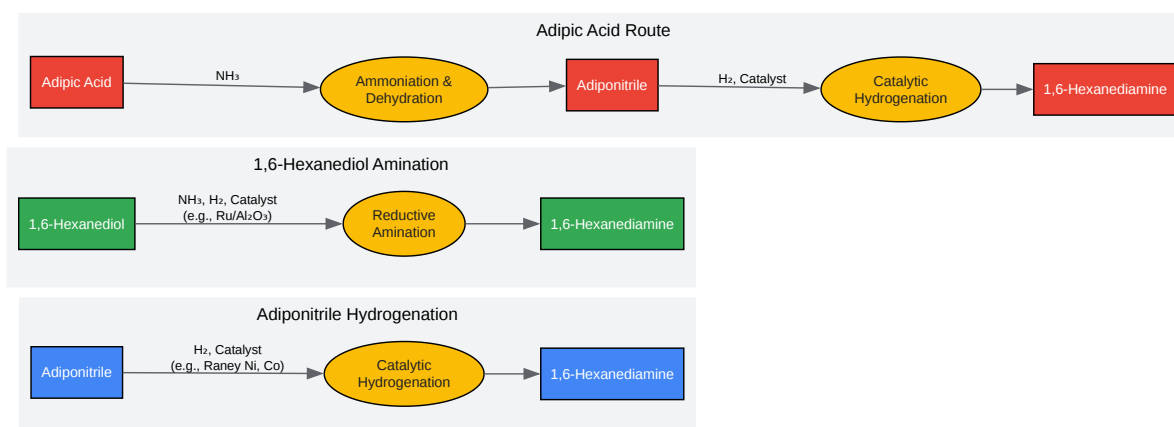 Adipic Acid Route
Adipic Acid
NH₃
Ammoniation &
Dehydration
Adiponitrile
H₂, Catalyst
Catalytic
Hydrogenation
1,6-Hexanediamine
1,6-Hexanediol Amination
1,6-Hexanediol
NH₃, H₂, Catalyst
(e.g., Ru/Al₂O₃)
Reductive
Amination
1,6-Hexanediamine
Adiponitrile Hydrogenation
Adiponitrile
H₂, Catalyst
(e.g., Raney Ni, Co)
Catalytic
Hydrogenation
1,6-Hexanediamine